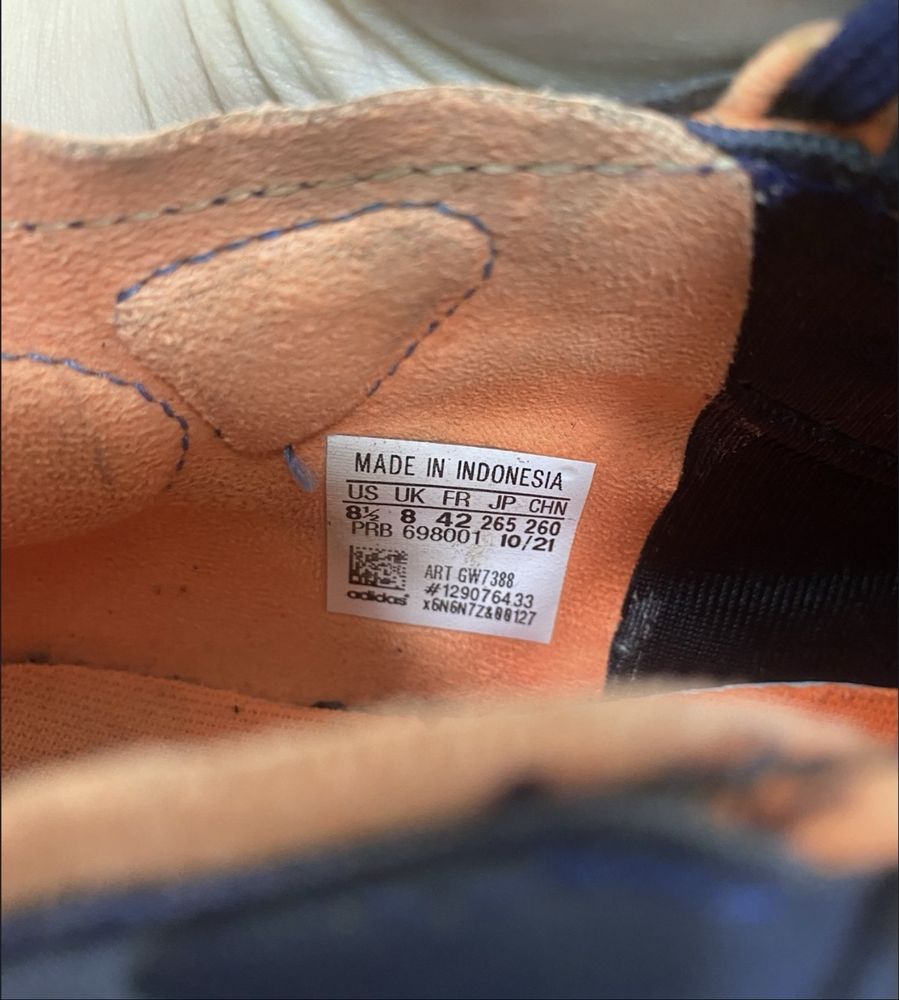 MADE IN INDONESIA
US UK FR JP CHN
8½ 8 42 265 260
PRB 698001 10/21
ART GW7388
#129076433
x6N6N7Z&00127
adidas